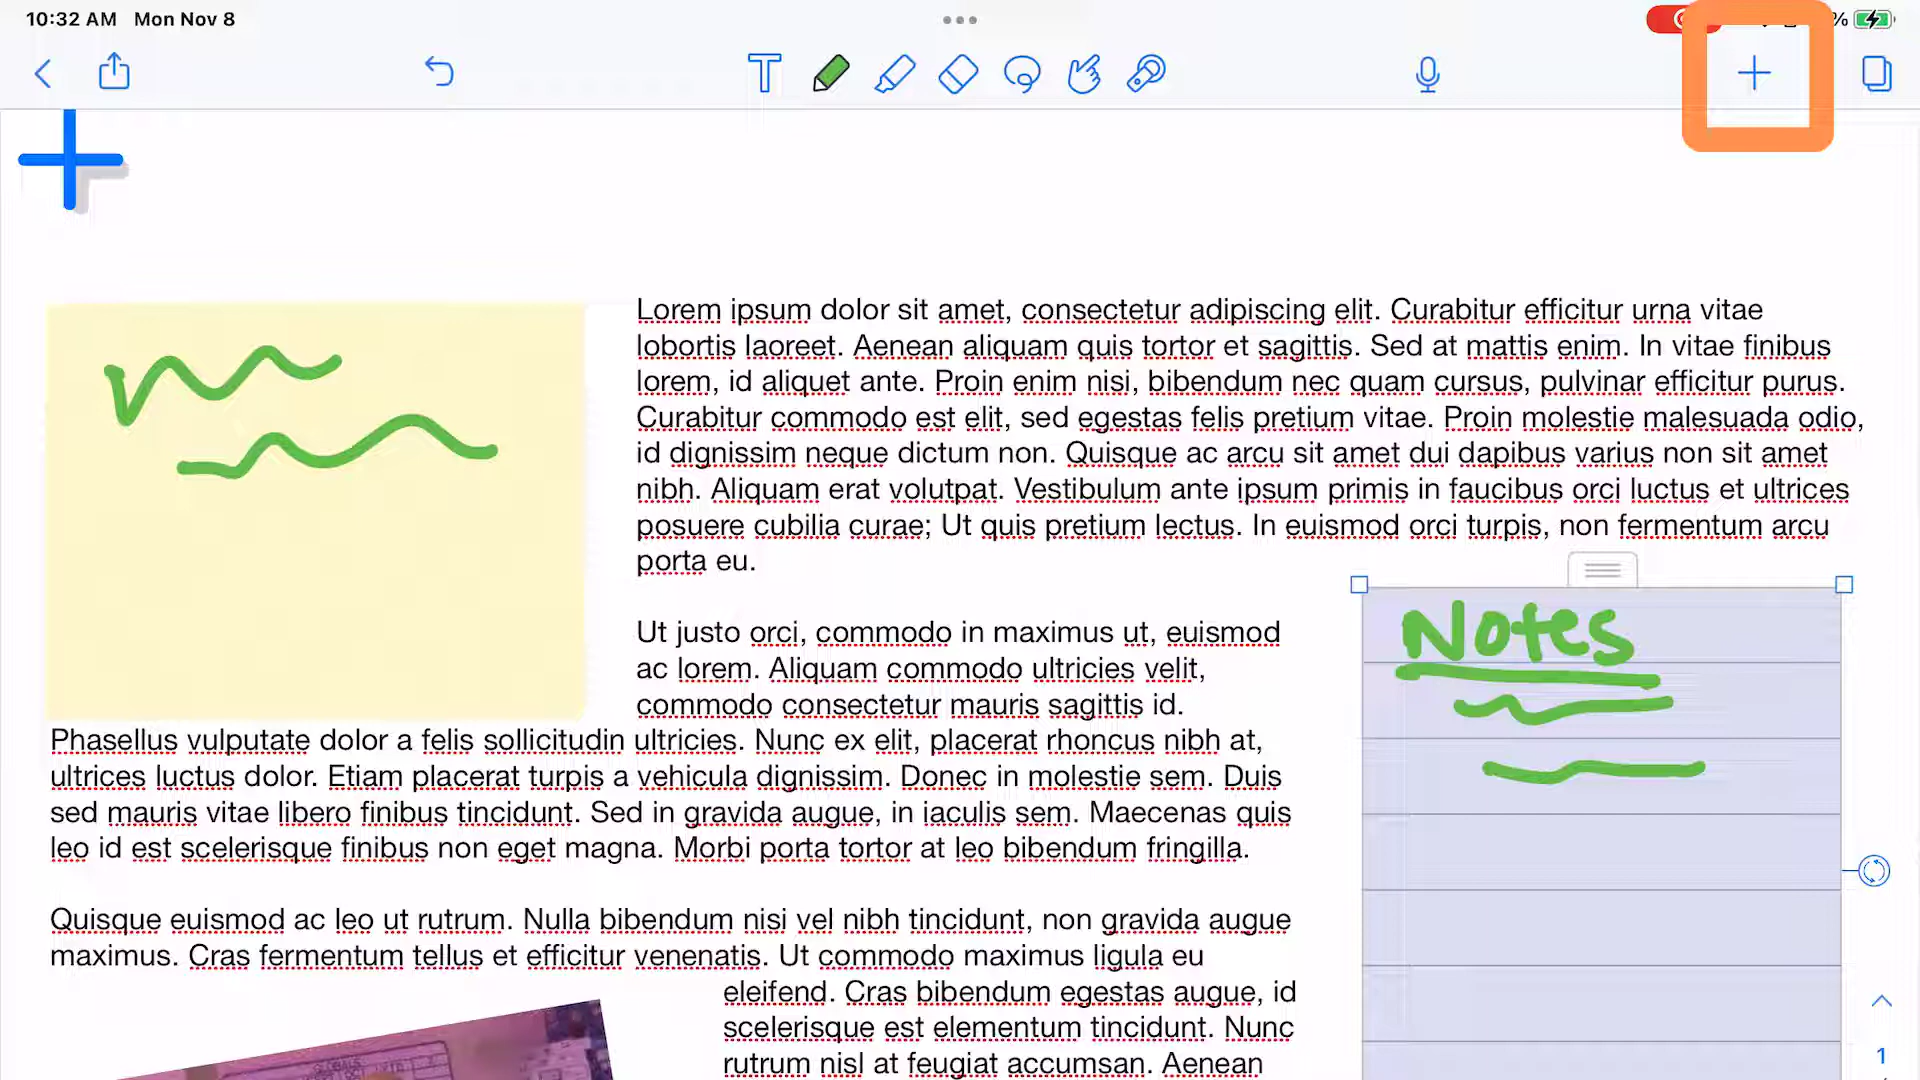 10:32 AM Mon Nov 8
%
Lorem ipsum dolor sit amet, consectetur adipiscing elit. Curabitur efficitur urna vitae
lobortis laoreet. Aenean aliquam quis tortor et sagittis. Sed at mattis enim. In vitae finibus
lorem, id aliquet ante. Proin enim nisi, bibendum nec quam cursus, pulvinar efficitur purus.
Curabitur commodo est elit, sed egestas felis pretium vitae. Proin molestie malesuada odio,
id dignissim neque dictum non. Quisque ac arcu sit amet dui dapibus varius non sit amet
nibh. Aliquam erat volutpat. Vestibulum ante ipsum primis in faucibus orci luctus et ultrices
posuere cubilia curae; Ut quis pretium lectus. In euismod orci turpis, non fermentum arcu
porta eu.
Ut justo orci, commodo in maximus ut, euismod
ac lorem. Aliquam commodo ultricies velit,
commodo consectetur mauris sagittis id.
Phasellus vulputate dolor a felis sollicitudin ultricies. Nunc ex elit, placerat rhoncus nibh at,
ultrices luctus dolor. Etiam placerat turpis a vehicula dignissim. Donec in molestie sem. Duis
sed mauris vitae libero finibus tincidunt. Sed in gravida augue, in iaculis sem. Maecenas quis
leo id est scelerisque finibus non eget magna. Morbi porta tortor at leo bibendum fringilla.
Quisque euismod ac leo ut rutrum. Nulla bibendum nisi vel nibh tincidunt, non gravida augue
maximus. Cras fermentum tellus et efficitur venenatis. Ut commodo maximus ligula eu
eleifend. Cras bibendum egestas augue, id
scelerisque est elementum tincidunt. Nunc
rutrum nisl at feugiat accumsan. Aenean
Notes
1